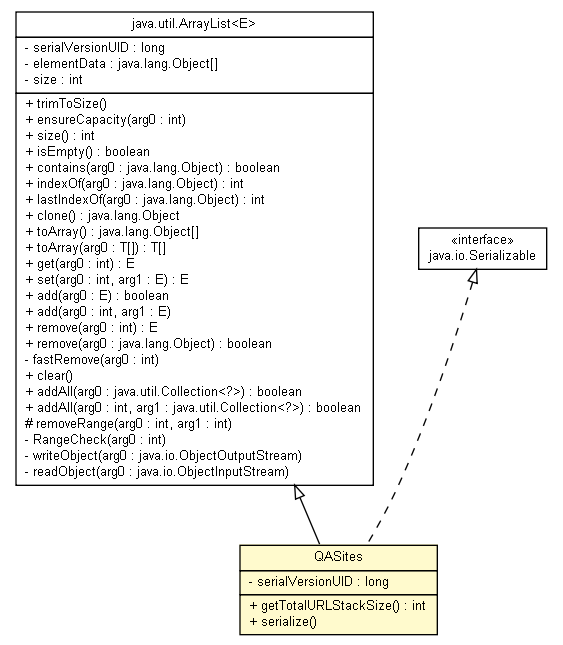 java.util.ArrayList<E>
- serialVersionUID : long
- elementData : java.lang.Object[]
- size : int
+ trimToSize()
+ ensureCapacity(arg0 : int)
+ size() : int
+ isEmpty() : boolean
+ contains(arg0 : java.lang.Object) : boolean
+ indexOf(arg0 : java.lang.Object) : int
+ lastIndexOf(arg0 : java.lang.Object) : int
+ clone() : java.lang.Object
+ toArray() : java.lang.Object[]
+ toArray(arg0 : T[]) : T[]
+ get(arg0 : int) : E
+ set(arg0 : int, arg1 : E) : E
+ add(arg0 : E) : boolean
+ add(arg0 : int, arg1 : E)
+ remove(arg0 : int) : E
+ remove(arg0 : java.lang.Object) : boolean
- fastRemove(arg0 : int)
+ clear()
+ addAll(arg0 : java.util.Collection<?>) : boolean
+ addAll(arg0 : int, arg1 : java.util.Collection<?>) : boolean
# removeRange(arg0 : int, arg1 : int)
- RangeCheck(arg0 : int)
- writeObject(arg0 : java.io.ObjectOutputStream)
- readObject(arg0 : java.io.ObjectInputStream)
«interface»
java.io.Serializable
QASites
- serialVersionUID : long
+ getTotalURLStackSize() : int
+ serialize()